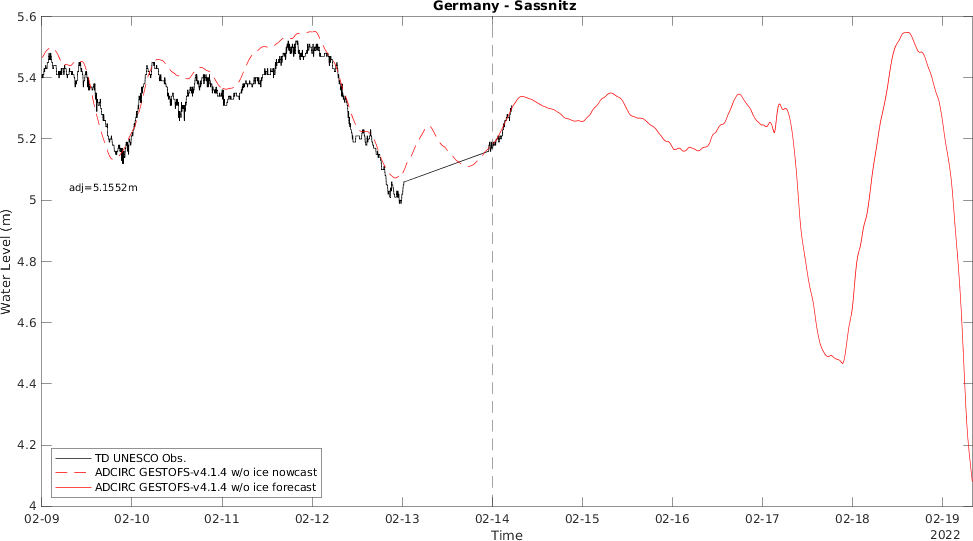 Germany - Sassnitz
5.6
5.4
5.2
5
4.8
4.6
4.4
4.2
4
Water Level (m)
adj=5.1552m
TD UNESCO Obs.
ADCIRC GESTOFS-v4.1.4 w/o ice nowcast
ADCIRC GESTOFS-v4.1.4 w/o ice forecast
02-09 02-10 02-11 02-12 02-13 02-14 02-15 02-16 02-17 02-18 02-19
Time
2022